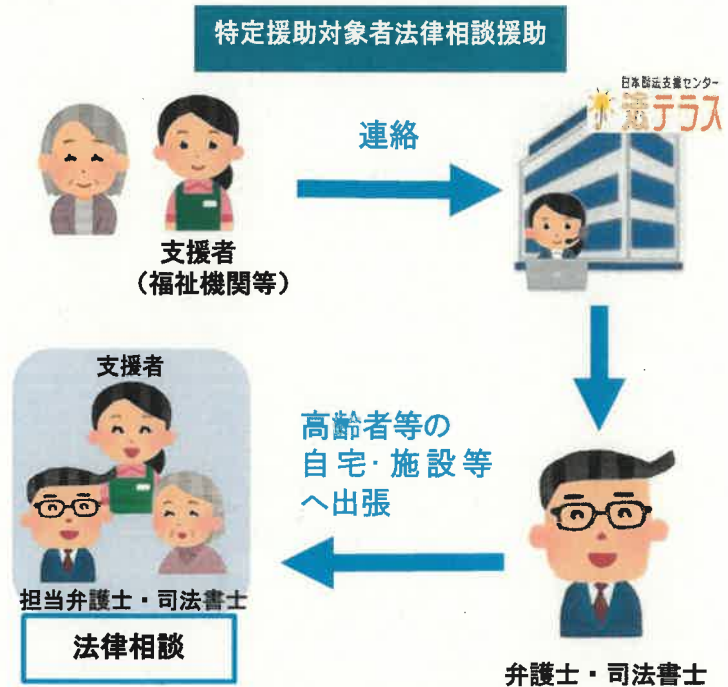 特定援助対象者法律相談援助
日本司法支援センター
法テラス
連絡
支援者
（福祉機関等）
支援者
高齢者等の
自宅・施設等
へ出張
担当弁護士・司法書士
法律相談
弁護士・司法書士